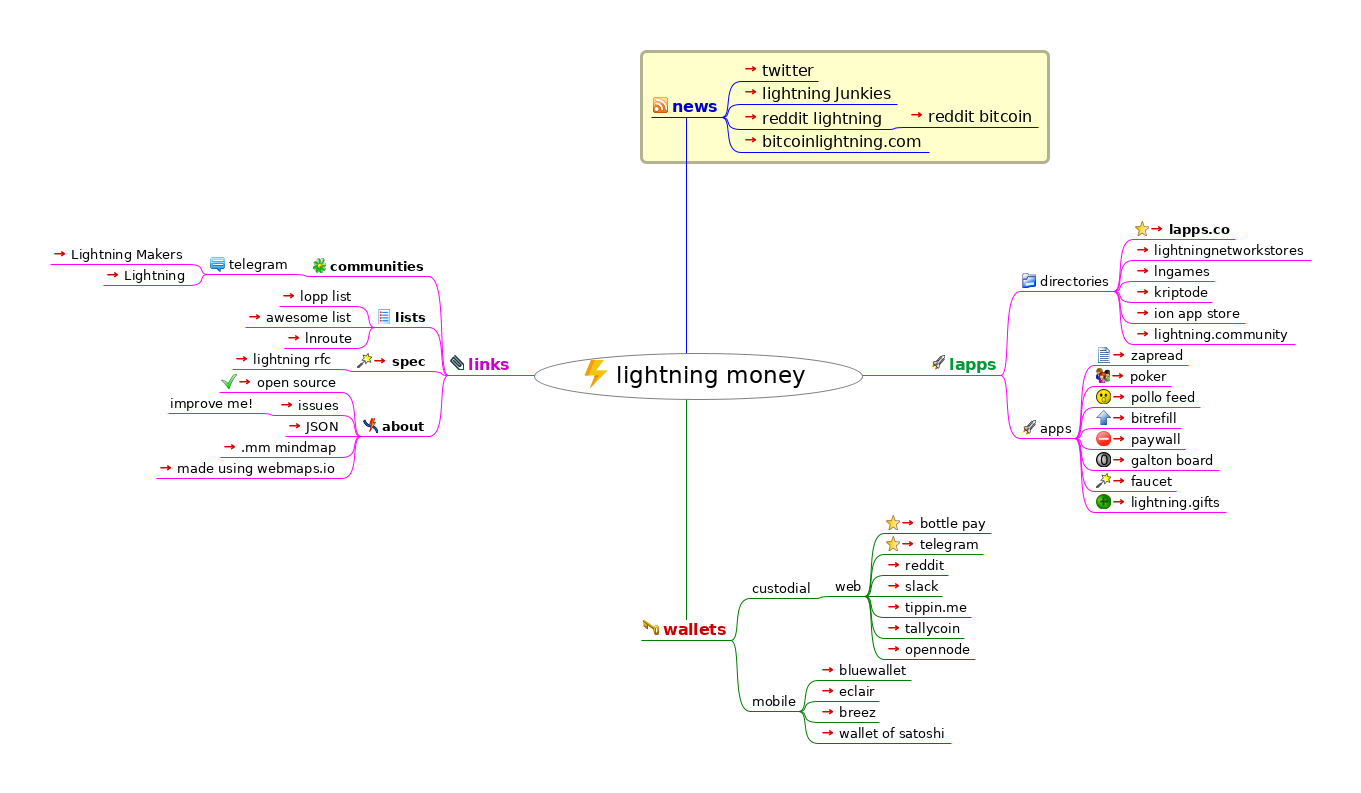 twitter
lightning Junkies
news
reddit lightning
reddit bitcoin
bitcoinlightning.com
Lightning Makers
Lightning
telegram
communities
lopp list
awesome list
lnroute
lists
lightning rfc
spec
open source
improve me!
issues
JSON
.mm mindmap
made using webmaps.io
about
links
lightning money
lapps
directories
lapps.co
lightningnetworkstores
lngames
kriptode
ion app store
lightning.community
apps
zapread
poker
pollo feed
bitrefill
paywall
galton board
faucet
lightning.gifts
wallets
custodial
web
bottle pay
telegram
reddit
slack
tippin.me
tallycoin
opennode
mobile
bluewallet
eclair
breez
wallet of satoshi